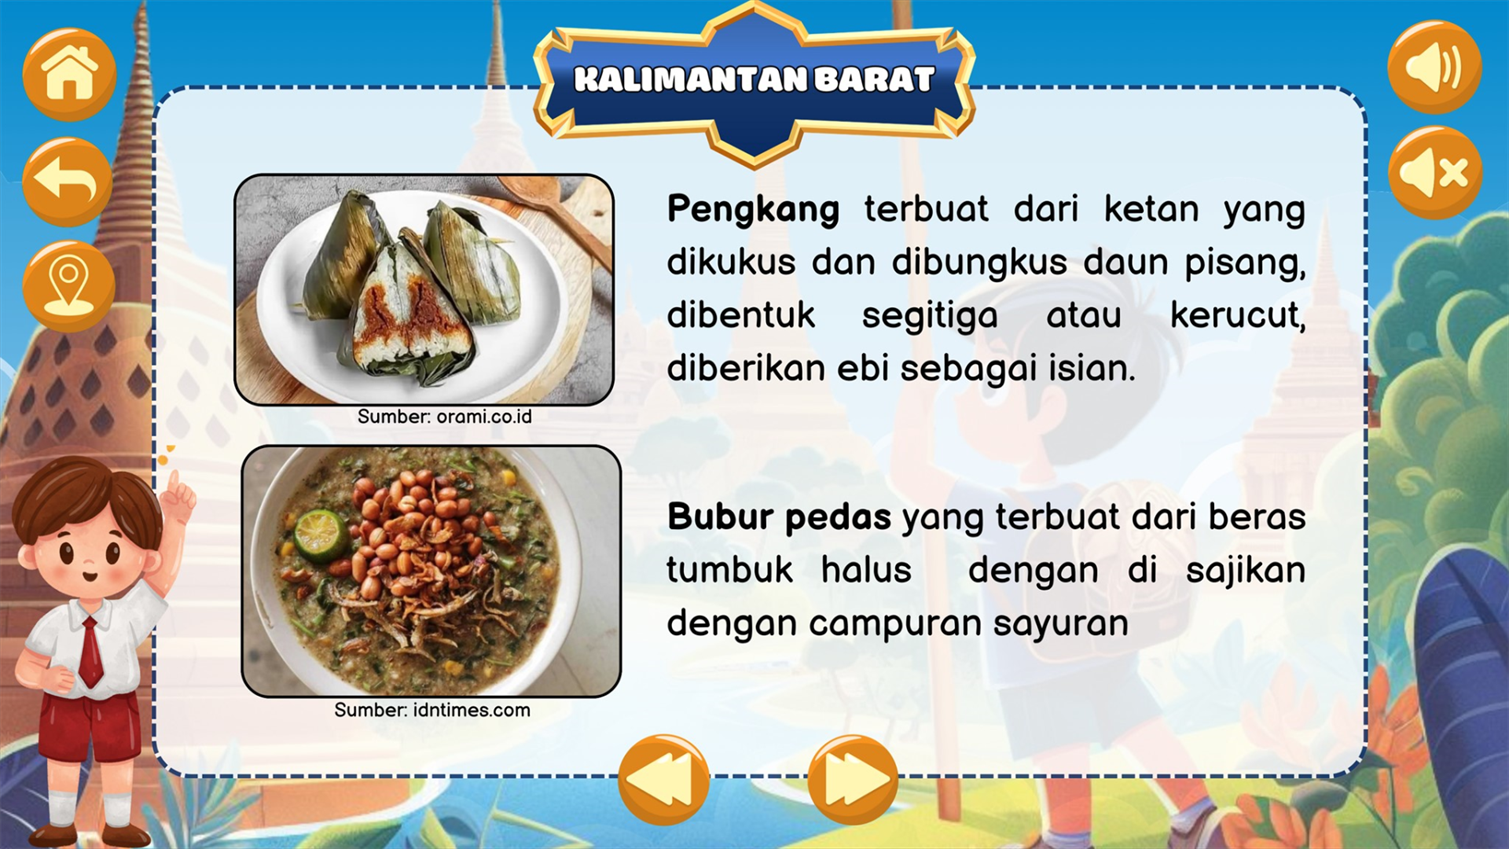 KALIMANTAN BARAT
Pengkang terbuat dari ketan yang
dikukus dan dibungkus daun pisang,
dibentuk segitiga atau kerucut,
diberikan ebi sebagai isian.
Sumber: orami.co.id
Bubur pedas yang terbuat dari beras
tumbuk halus dengan di sajikan
dengan campuran sayuran
Sumber: idntimes.com